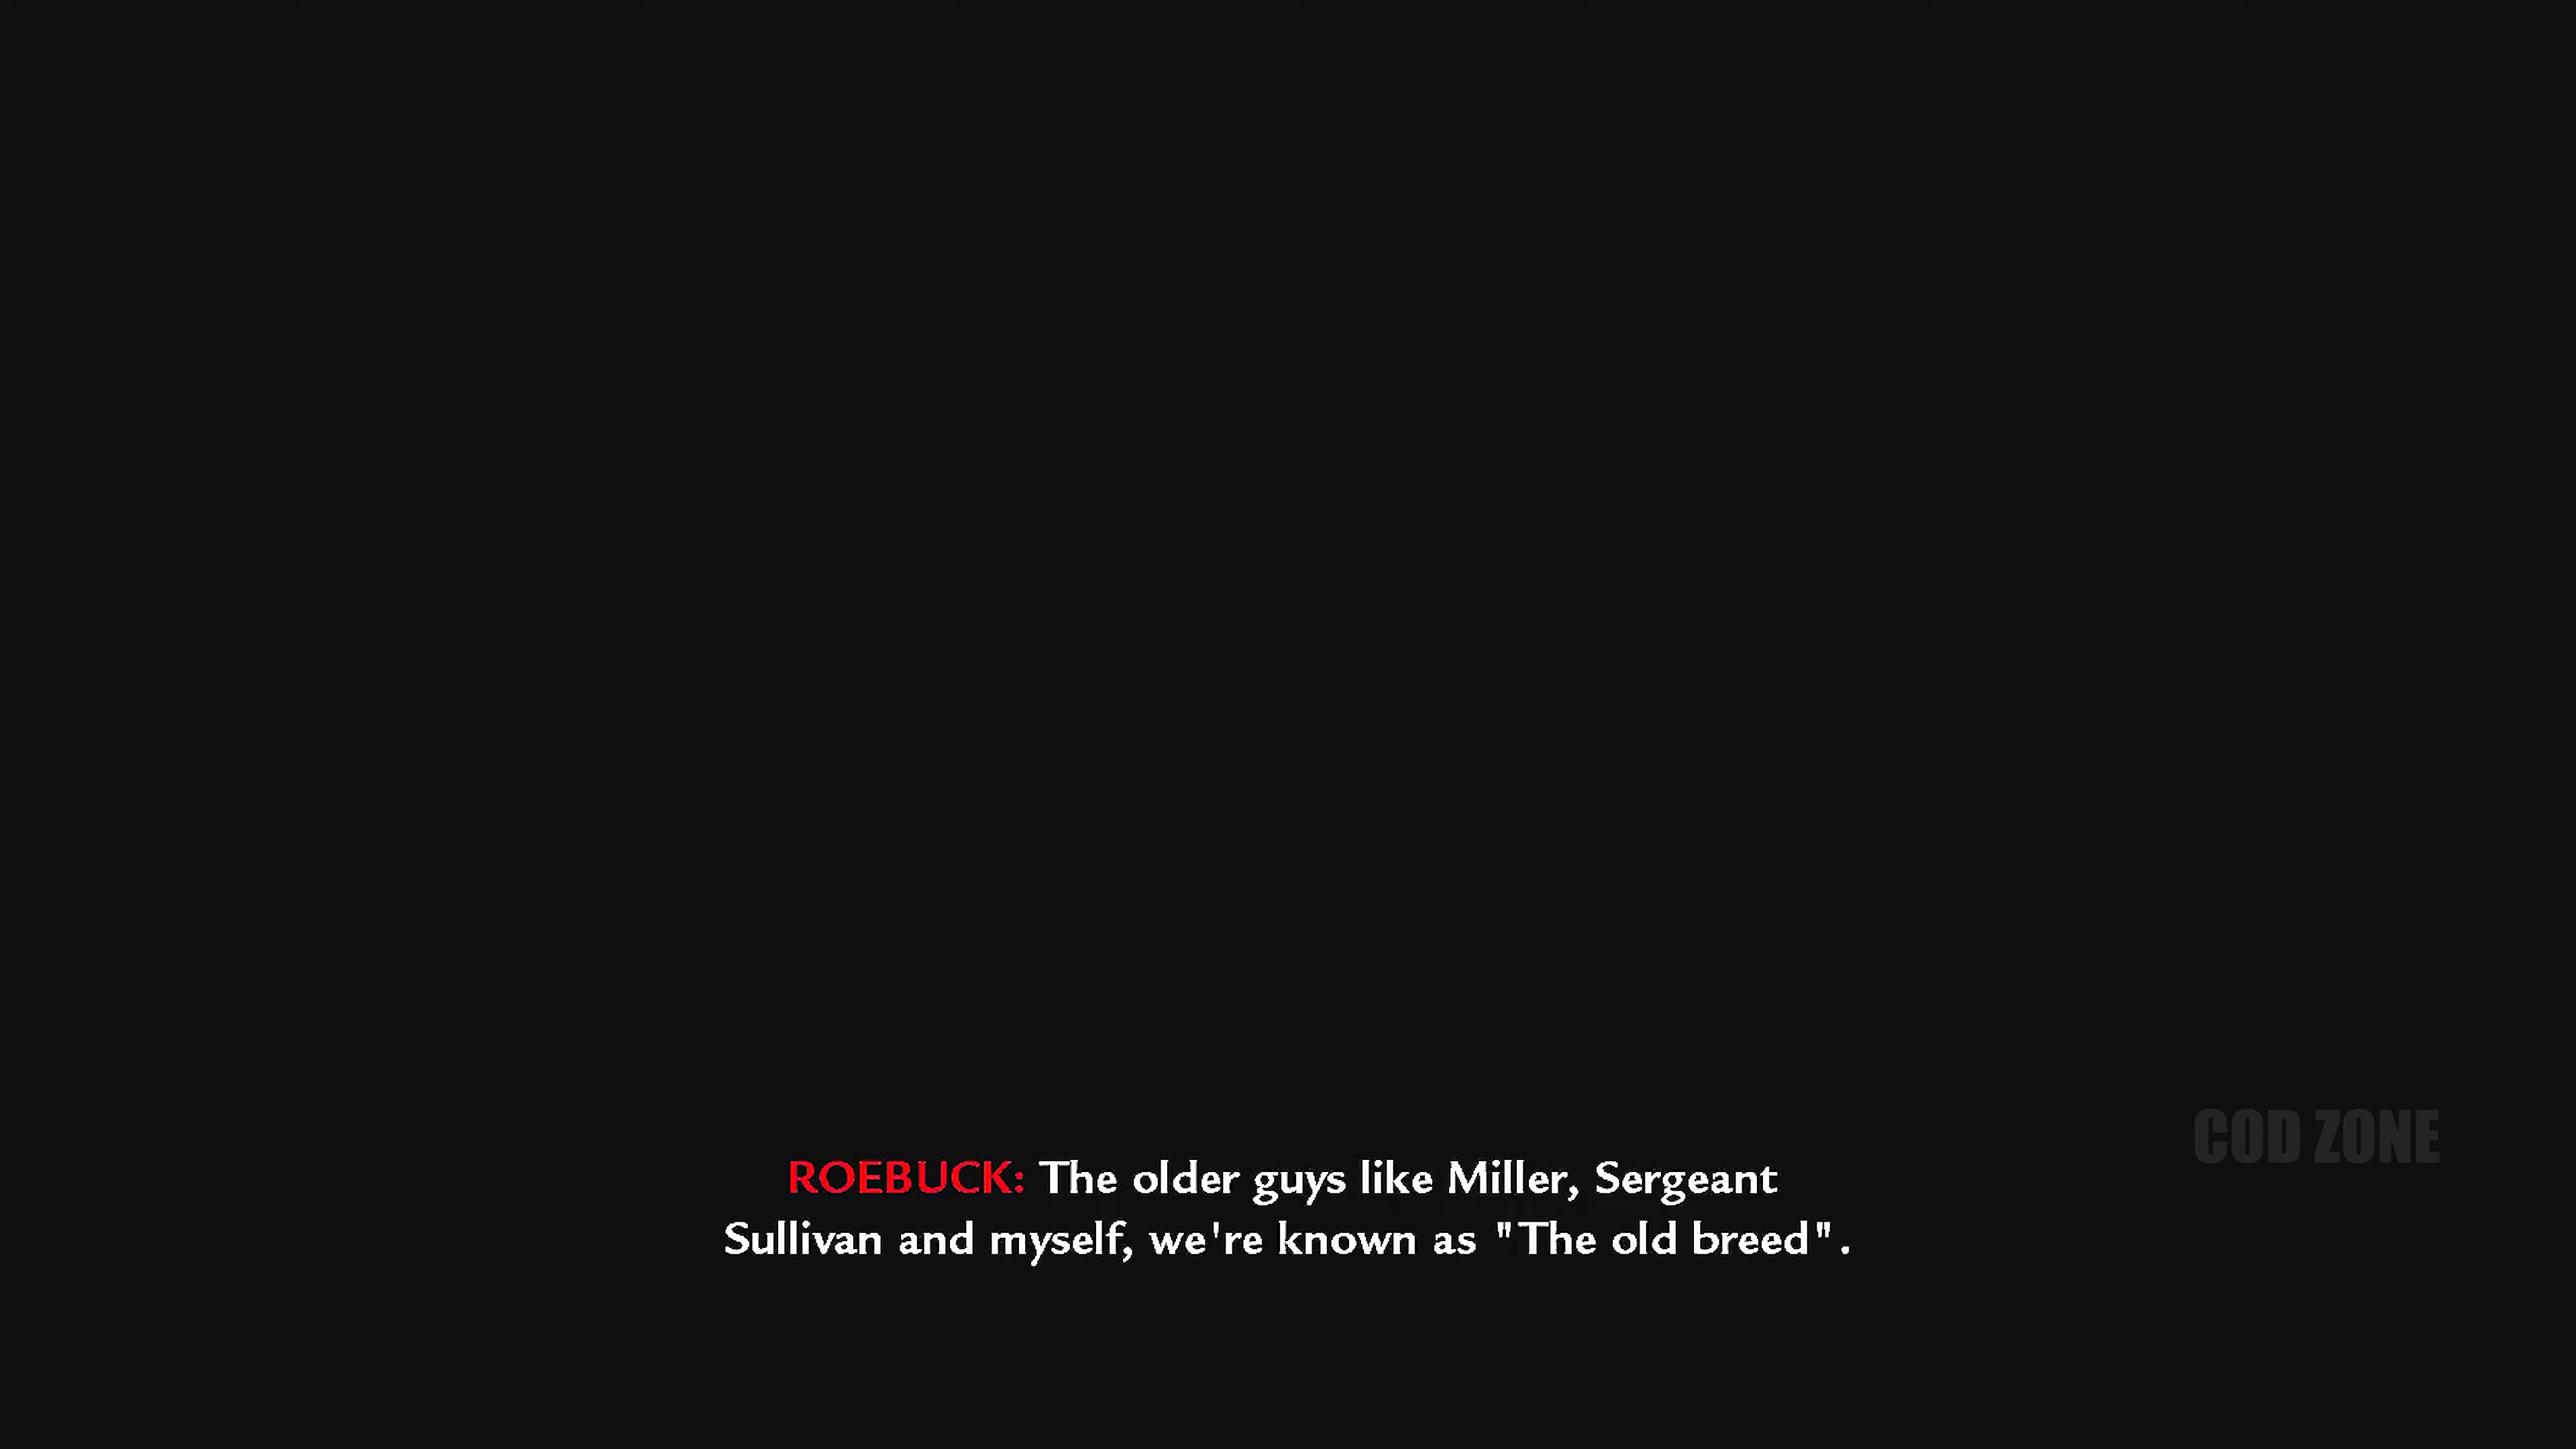 COD ZONE
ROEBUCK: The older guys like Miller, Sergeant
Sullivan and myself, we're known as "The old breed".